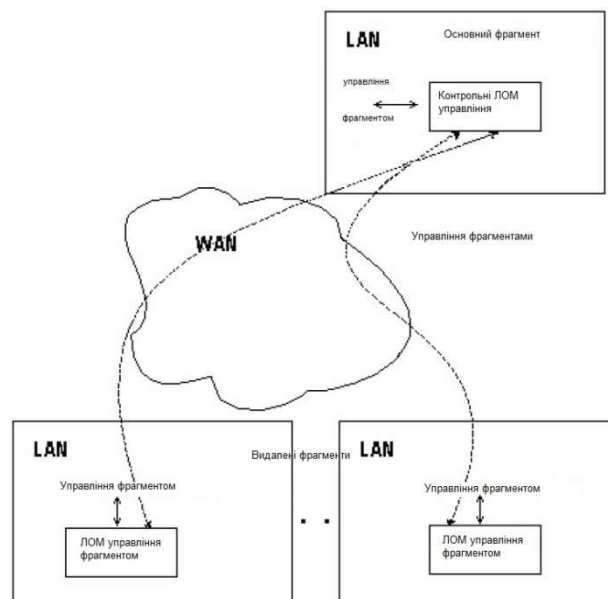 LAN
Основний фрагмент
управління
фрагментом
Контрольні ЛОМ
управління
WAN
Управління фрагментами
LAN
Видалені фрагменти
LAN
Управління фрагментом
Управління фрагментом
. .
ЛОМ управління
фрагментом
ЛОМ управління
фрагментом